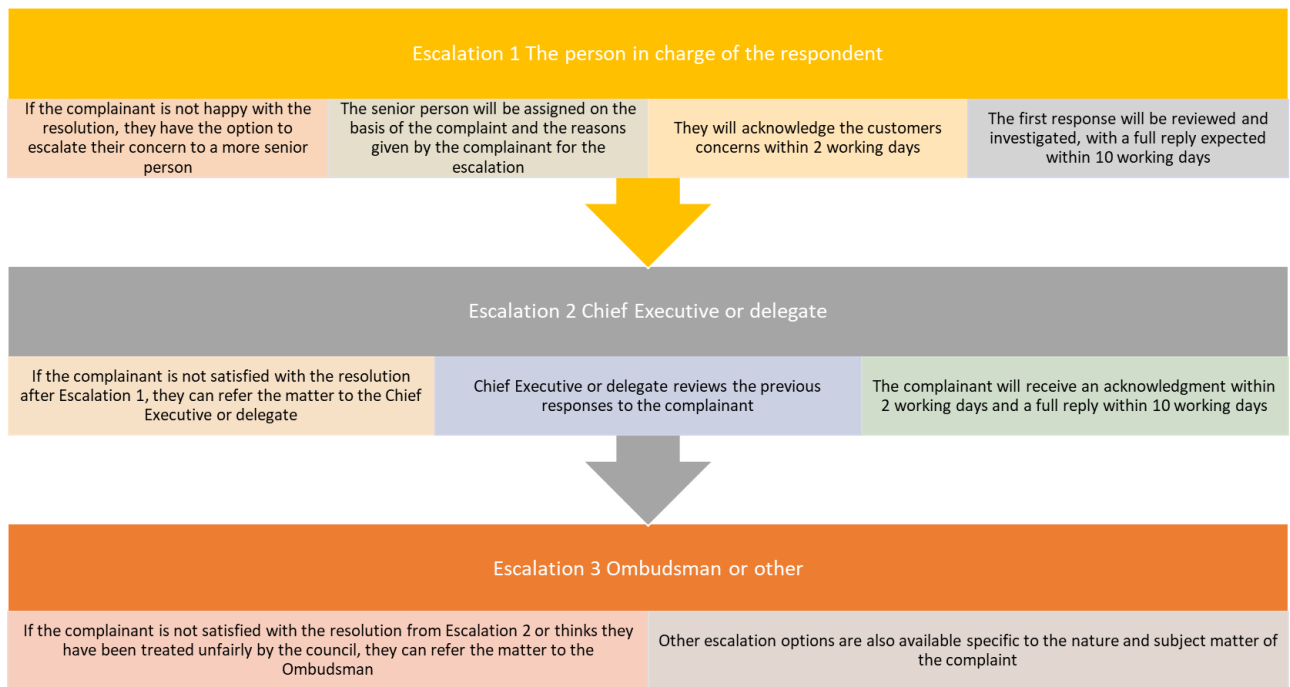 Escalation 1 The person in charge of the respondent
If the complainant is not happy with the
resolution, they have the option to
escalate their concern to a more senior
person
The senior person will be assigned on the
basis of the complaint and the reasons
given by the complainant for the
escalation
They will acknowledge the customers
concerns within 2 working days
The first response will be reviewed and
investigated, with a full reply expected
within 10 working days
Escalation 2 Chief Executive or delegate
If the complainant is not satisfied with the resolution
after Escalation 1, they can refer the matter to the Chief
Executive or delegate
Chief Executive or delegate reviews the previous
responses to the complainant
The complainant will receive an acknowledgment within
2 working days and a full reply within 10 working days
Escalation 3 Ombudsman or other
If the complainant is not satisfied with the resolution from Escalation 2 or thinks they
have been treated unfairly by the council, they can refer the matter to the
Ombudsman
Other escalation options are also available specific to the nature and subject matter of
the complaint